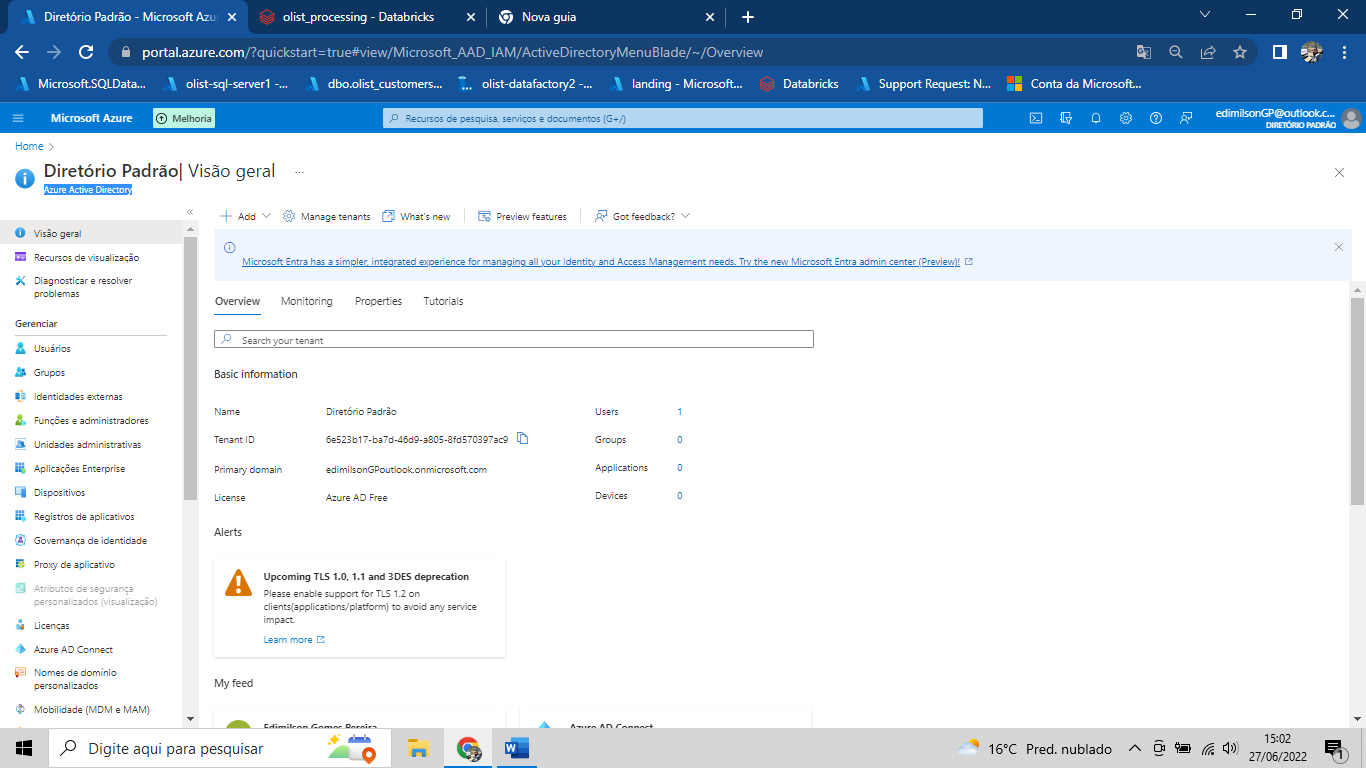 Diretório Padrão - Microsoft Azu
olist_processing - Databricks
Nova guia
portal.azure.com/?quickstart=true#view/Microsoft_AAD_IAM/ActiveDirectoryMenuBlade/~/Overview
Microsoft.SQLData...
olist-sql-server1 -...
dbo.olist_customers...
olist-datafactory2 -...
landing - Microsoft...
Databricks
Support Request: N...
Conta da Microsoft...
Microsoft Azure
Melhoria
Recursos de pesquisa, serviços e documentos (G+/)
edimilsonGP@outlook.c...
DIRETÓRIO PADRÃO
Home
Diretório Padrão | Visão geral ...
Azure Active Directory
Add
Manage tenants
What's new
Preview features
Got feedback?
Microsoft Entra has a simpler, integrated experience for managing all your Identity and Access Management needs. Try the new Microsoft Entra admin center (Preview)!
Visão geral
Recursos de visualização
Diagnosticar e resolver
problemas
Gerenciar
Usuários
Grupos
Identidades externas
Funções e administradores
Unidades administrativas
Aplicações Enterprise
Dispositivos
Registros de aplicativos
Governança de identidade
Proxy de aplicativo
Atributos de segurança
personalizados (visualização)
Licenças
Azure AD Connect
Nomes de domínio
personalizados
Mobilidade (MDM e MAM)
Overview
Monitoring
Properties
Tutorials
Search your tenant
Basic information
Name Diretório Padrão
Users 1
Tenant ID 6e523b17-ba7d-46d9-a805-8fd570397ac9
Groups 0
Primary domain edimilsonGPoutlook.onmicrosoft.com
Applications 0
License Azure AD Free
Devices 0
Alerts
Upcoming TLS 1.0, 1.1 and 3DES deprecation
Please enable support for TLS 1.2 on
clients(applications/platform) to avoid any service
impact.
Learn more
My feed
Edimilson Gomes Pereira
Azure AD Connect
Digite aqui para pesquisar
16°C Pred. nublado
15:02
27/06/2022
1